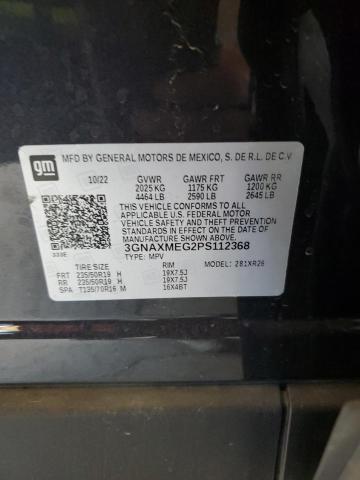 gm
MFD BY GENERAL MOTORS DE MEXICO, S. DE R.L. DE C.V
10/22 GVWR GAWR FRT GAWR RR
2025 KG 1175 KG 1200 KG
4464 LB 2590 LB 2645 LB
THIS VEHICLE CONFORMS TO ALL
APPLICABLE U.S. FEDERAL MOTOR
VEHICLE SAFETY AND THEFT PREVENTION
STANDARDS IN EFFECT ON THE DATE OF
MANUFACTURE SHOWN ABOVE.
333E 3GNAXMEG2PS112368
TYPE: MPV MODEL: 281XR26
TIRE SIZE RIM
FRT 235/50R19 H 19X7.5J
RR 235/50R19 H 19X7.5J
SPA T135/70R16 M 16X4BT